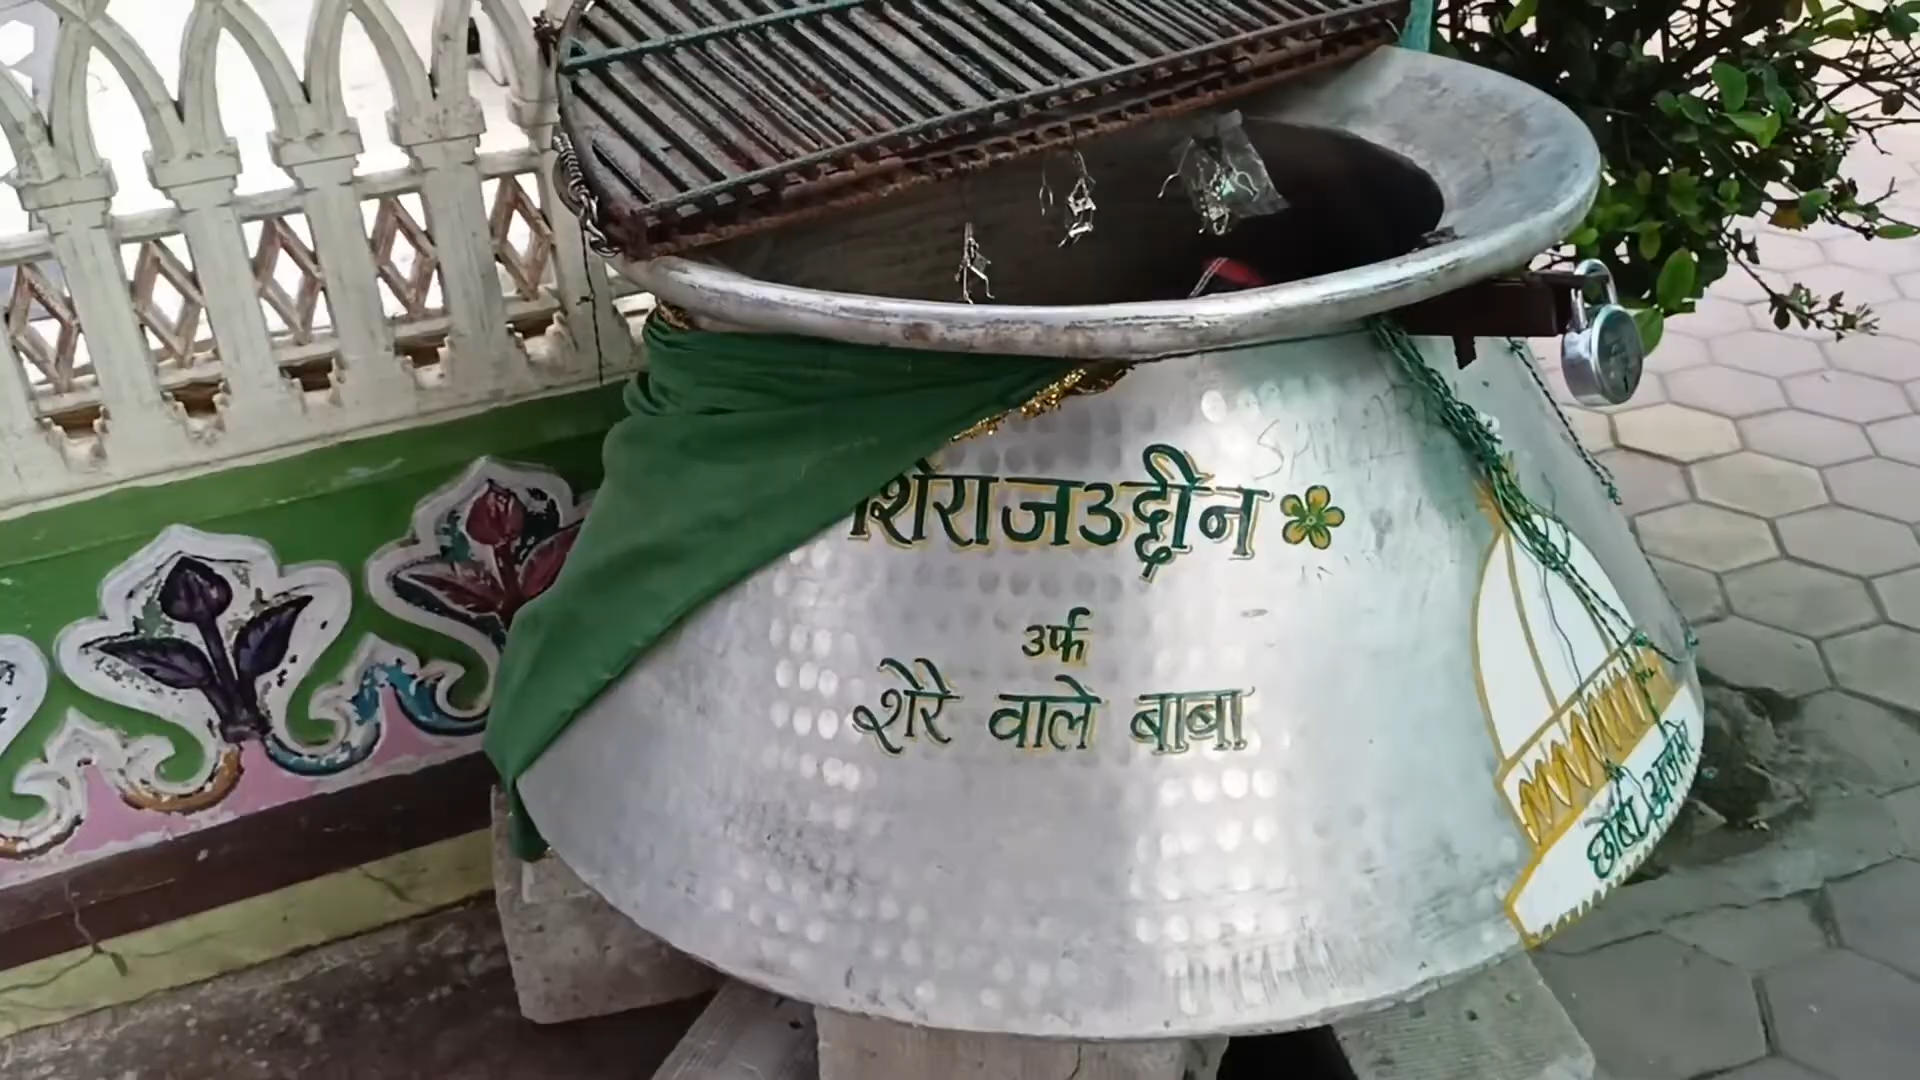 शिराजउद्दीन
उर्फ
शेरै वाले बाबा
छोटी अजमेर